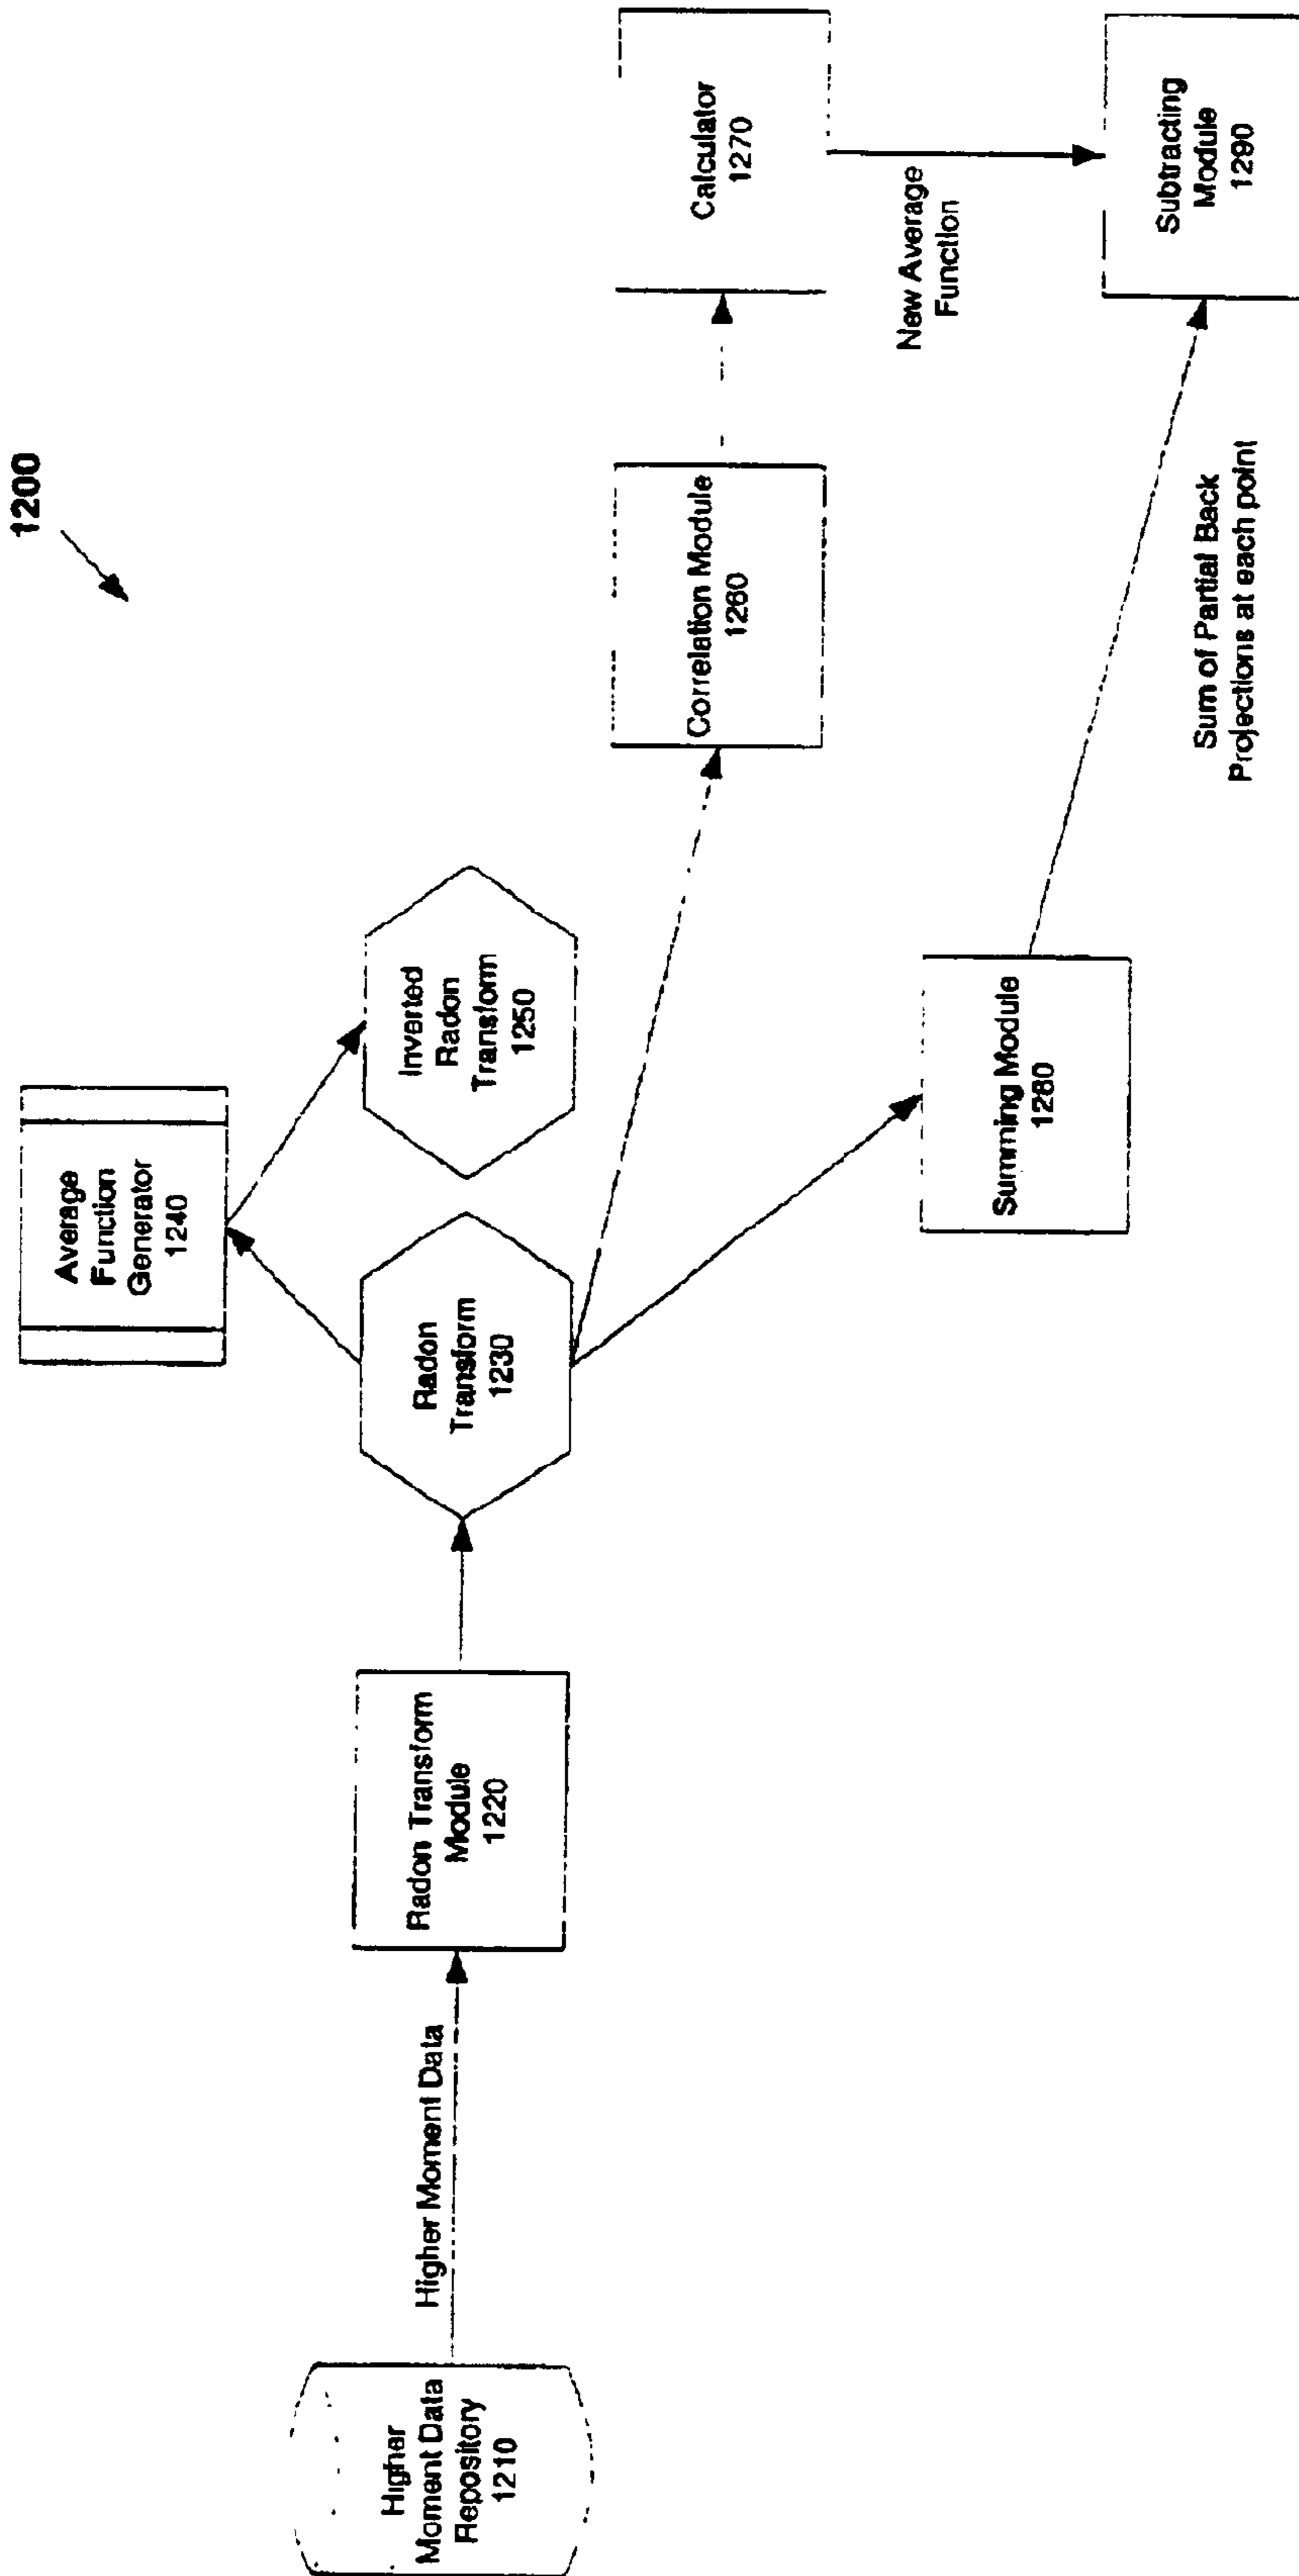 1200
Higher
Moment Data
Repository
1210
Higher Moment Data
Radon Transform
Module
1220
Radon
Transform
1230
Average
Function
Generator
1240
Inverted
Radon
Transform
1250
Correlation Module
1260
Calculator
1270
New Average
Function
Summing Module
1280
Sum of Partial Back
Projections at each point
Subtracting
Module
1290